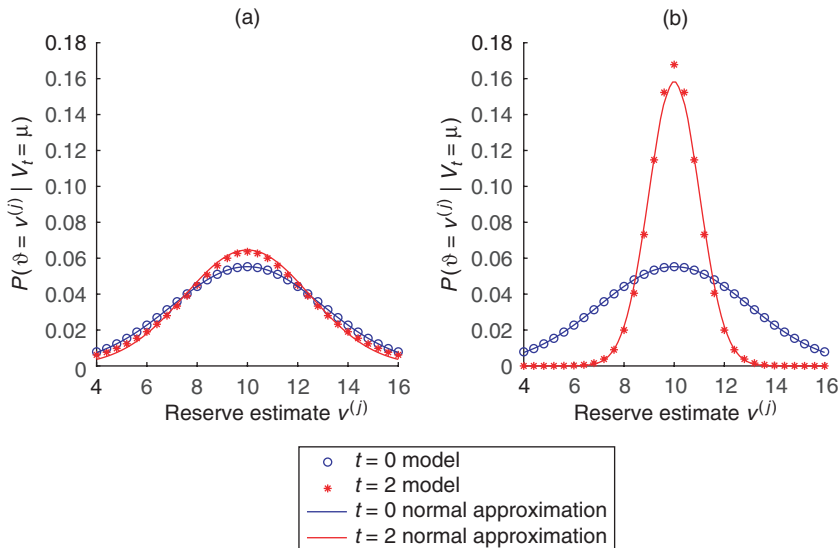 (a)
0.18
0.16
0.14
0.12
0.10
0.08
0.06
0.04
0.02
0
4 6 8 10 12 14 16
P(ϑ = v^(j) | V_t = μ)
Reserve estimate v^(j)
(b)
0.18
0.16
0.14
0.12
0.10
0.08
0.06
0.04
0.02
0
4 6 8 10 12 14 16
P(ϑ = v^(j) | V_t = μ)
Reserve estimate v^(j)
t = 0 model
t = 2 model
t = 0 normal approximation
t = 2 normal approximation